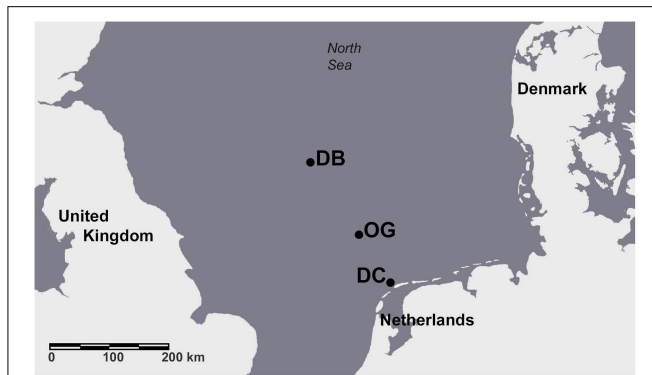 North
Sea
Denmark
DB
United
Kingdom
OG
DC
Netherlands
0 100 200 km